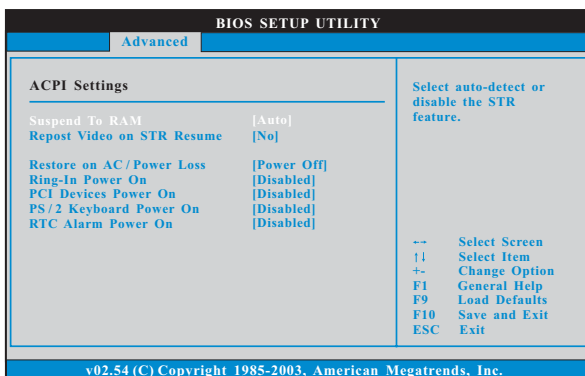 BIOS SETUP UTILITY
Advanced
ACPI Settings
Suspend To RAM [Auto]
Repost Video on STR Resume [No]
Restore on AC / Power Loss [Power Off]
Ring-In Power On [Disabled]
PCI Devices Power On [Disabled]
PS / 2 Keyboard Power On [Disabled]
RTC Alarm Power On [Disabled]
Select auto-detect or
disable the STR
feature.
←→ Select Screen
↑↓ Select Item
+- Change Option
F1 General Help
F9 Load Defaults
F10 Save and Exit
ESC Exit
v02.54 (C) Copyright 1985-2003, American Megatrends, Inc.